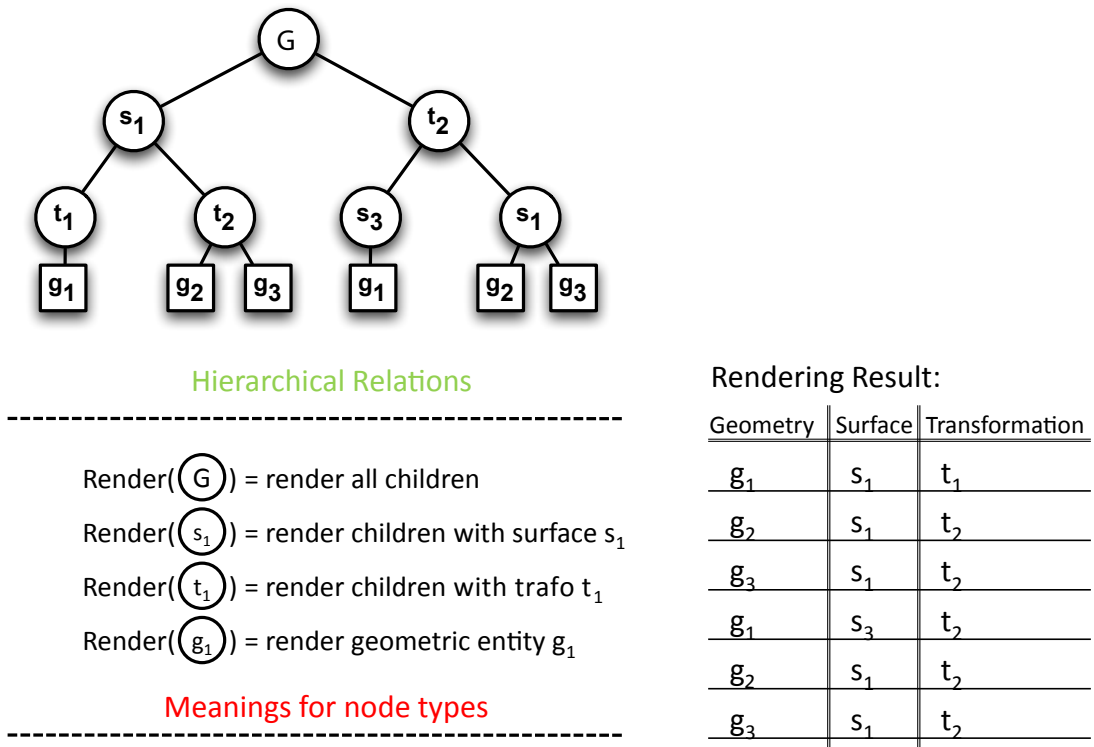 G
s1 t2
t1 t2 s3 s1
g1 g2 g3 g1 g2 g3
Hierarchical Relations
Render( G ) = render all children
Render( s1 ) = render children with surface s1
Render( t1 ) = render children with trafo t1
Render( g1 ) = render geometric entity g1
Meanings for node types
Rendering Result:
Geometry Surface Transformation
g1 s1 t1
g2 s1 t2
g3 s1 t2
g1 s3 t2
g2 s1 t2
g3 s1 t2